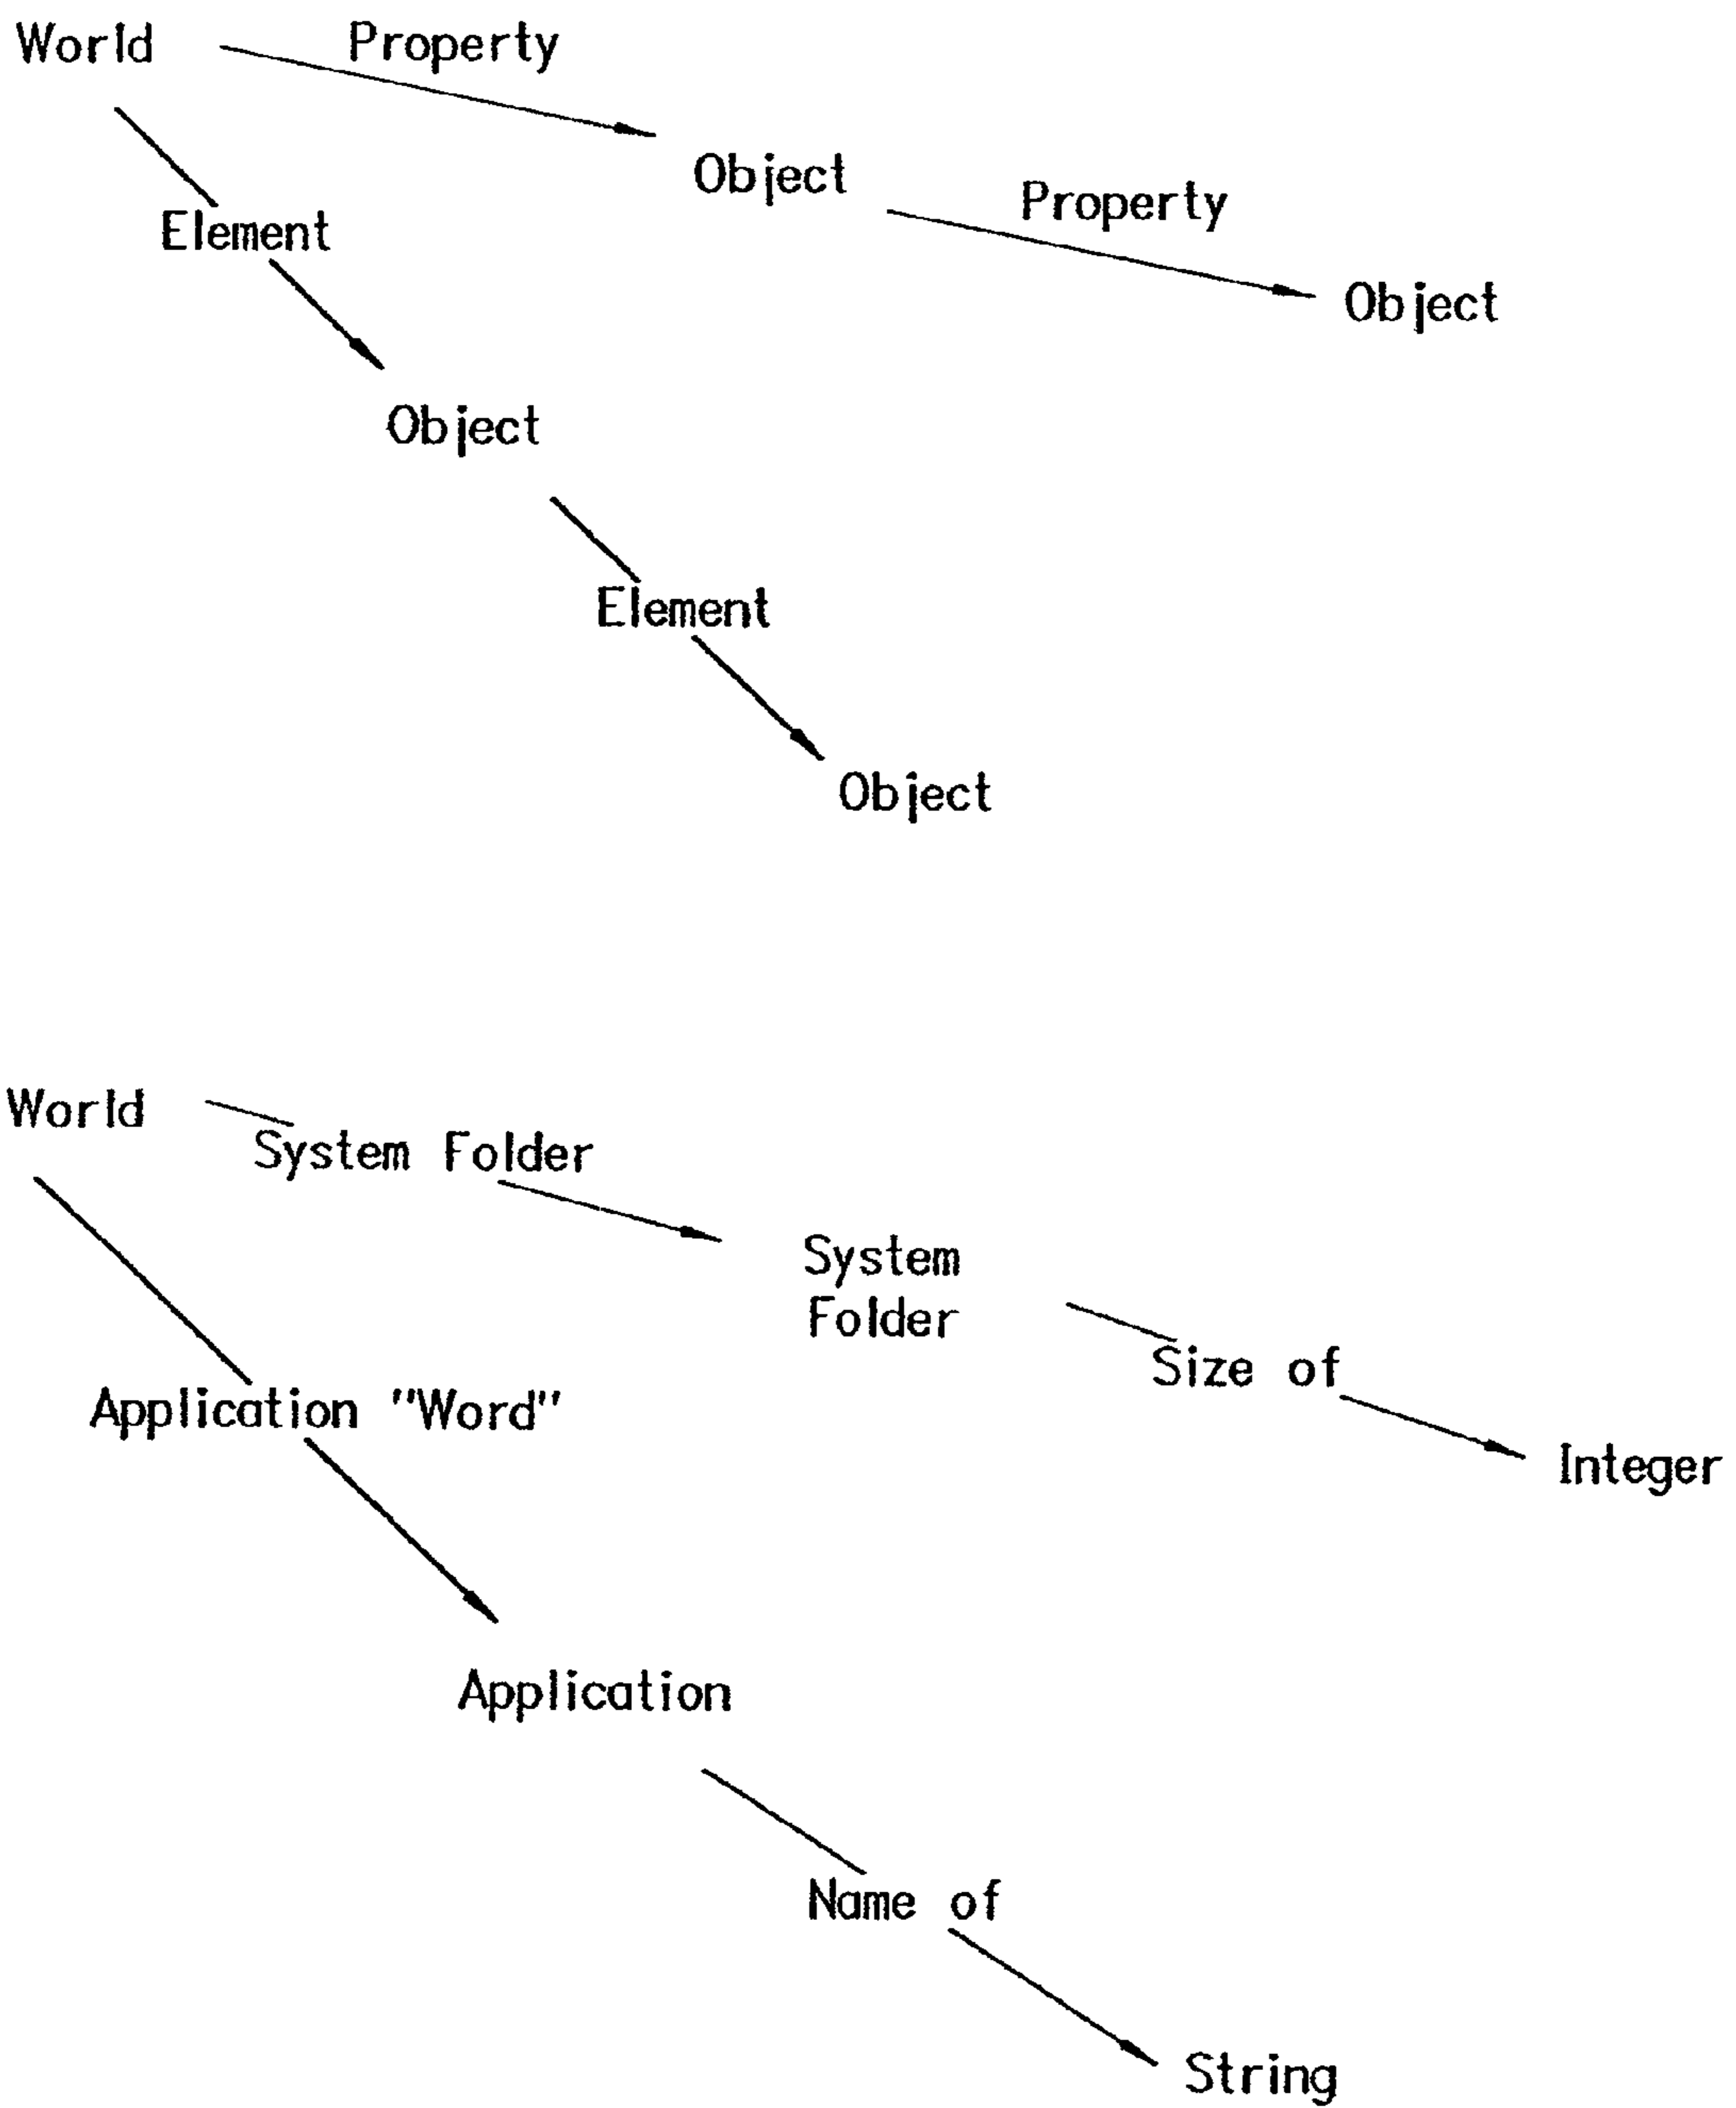 World
Property
Object
Property
Element
Object
Object
Element
Object
World
System Folder
System
Folder
Size of
Application "Word"
Integer
Application
Name of
String